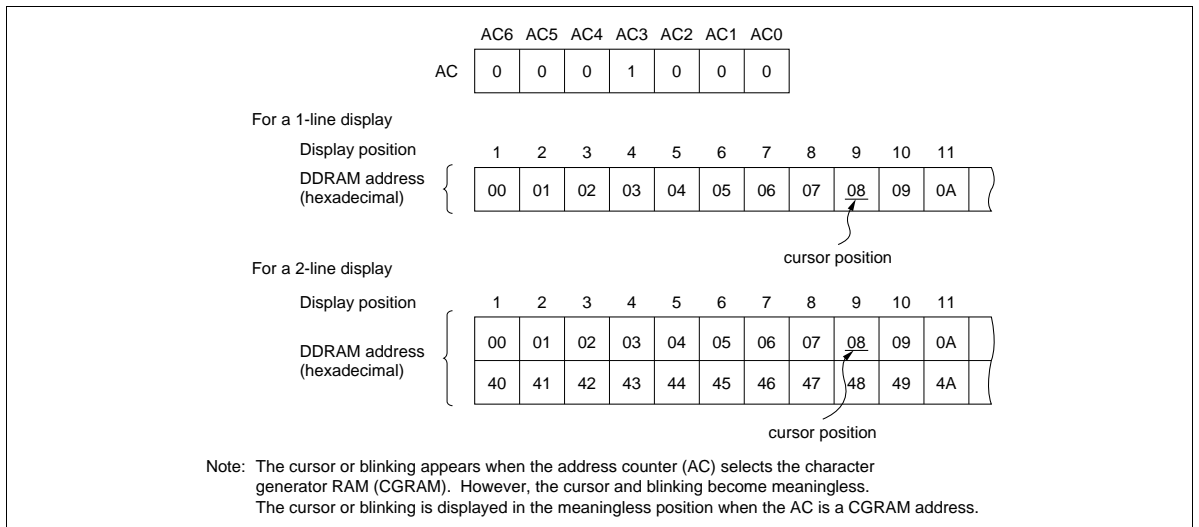 AC6 AC5 AC4 AC3 AC2 AC1 AC0
AC 0 0 0 1 0 0 0
For a 1-line display
Display position 1 2 3 4 5 6 7 8 9 10 11
DDRAM address
(hexadecimal)
00 01 02 03 04 05 06 07 08 09 0A
cursor position
For a 2-line display
Display position 1 2 3 4 5 6 7 8 9 10 11
DDRAM address
(hexadecimal)
00 01 02 03 04 05 06 07 08 09 0A
40 41 42 43 44 45 46 47 48 49 4A
cursor position
Note: The cursor or blinking appears when the address counter (AC) selects the character
generator RAM (CGRAM). However, the cursor and blinking become meaningless.
The cursor or blinking is displayed in the meaningless position when the AC is a CGRAM address.